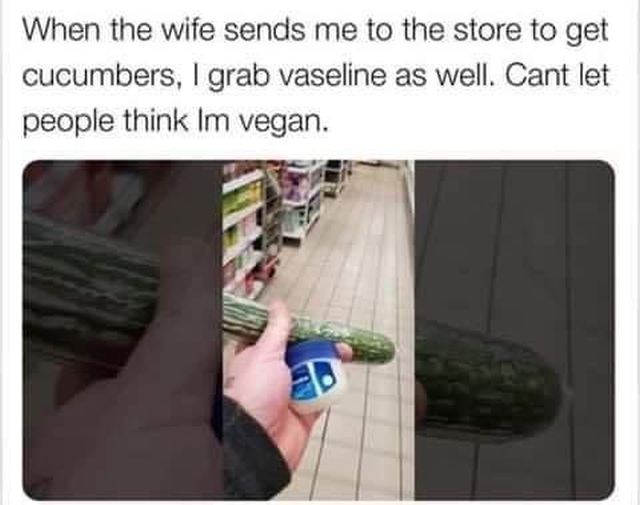 When the wife sends me to the store to get
cucumbers, I grab vaseline as well. Cant let
people think Im vegan.